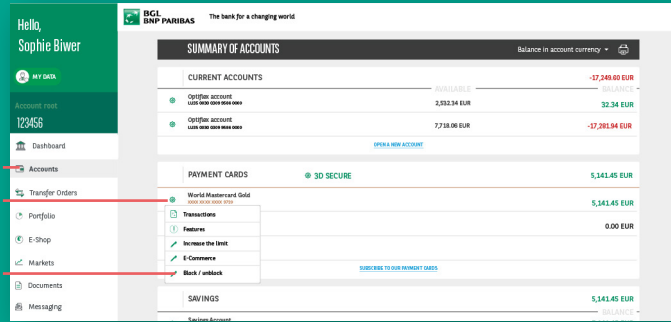 Hello,
Sophie Biwer
MY DATA
Account root
123456
Dashboard
Accounts
Transfer Orders
Portfolio
E-Shop
Markets
Documents
Messaging
BGL
BNP PARIBAS
The bank for a changing world
SUMMARY OF ACCOUNTS
Balance in account currency
CURRENT ACCOUNTS
-17,249.60 EUR
AVAILABLE
BALANCE
Optiflex account
2,532.34 EUR
32.34 EUR
Optiflex account
7,718.06 EUR
-17,281.94 EUR
OPEN A NEW ACCOUNT
PAYMENT CARDS
3D SECURE
5,141.45 EUR
World Mastercard Gold
5,141.45 EUR
Transactions
Features
0.00 EUR
Increase the limit
E-Commerce
Block / unblock
SUBSCRIBE TO OUR PAYMENT CARDS
SAVINGS
5,141.45 EUR
BALANCE
Savings Account